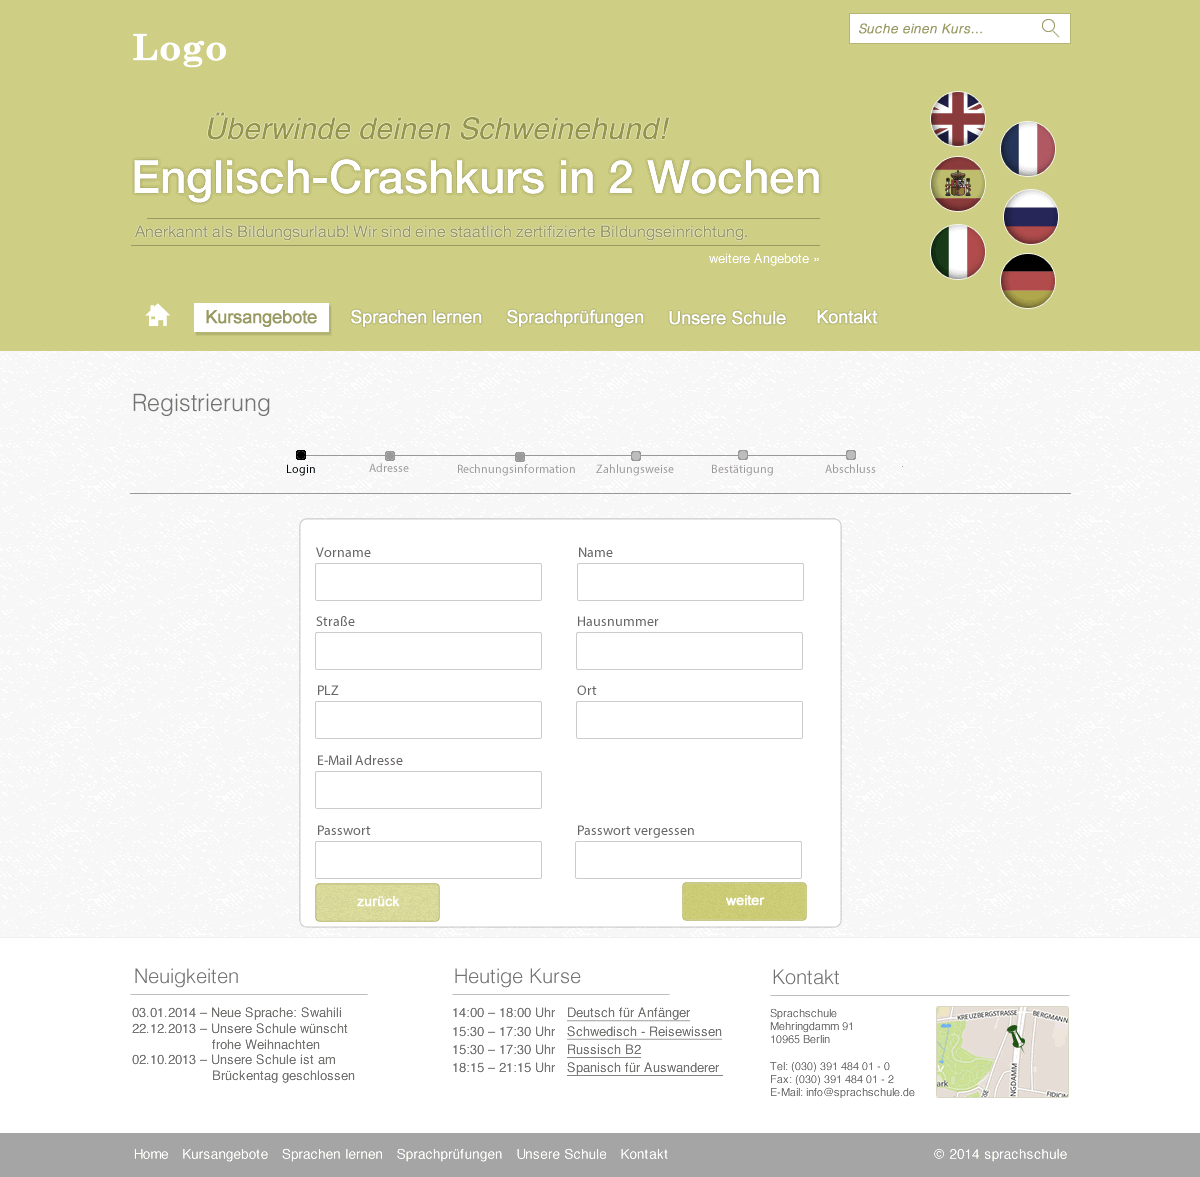 Logo
Suche einen Kurs...
Überwinde deinen Schweinehund!
Englisch-Crashkurs in 2 Wochen
Anerkannt als Bildungsurlaub! Wir sind eine staatlich zertifizierte Bildungseinrichtung.
weitere Angebote »
Kursangebote Sprachen lernen Sprachprüfungen Unsere Schule Kontakt
Registrierung
Login Adresse Rechnungsinformation Zahlungsweise Bestätigung Abschluss
Vorname Name
Straße Hausnummer
PLZ Ort
E-Mail Adresse
Passwort Passwort vergessen
zurück weiter
Neuigkeiten
03.01.2014 – Neue Sprache: Swahili
22.12.2013 – Unsere Schule wünscht
frohe Weihnachten
02.10.2013 – Unsere Schule ist am
Brückentag geschlossen
Heutige Kurse
14:00 – 18:00 Uhr Deutsch für Anfänger
15:30 – 17:30 Uhr Schwedisch - Reisewissen
15:30 – 17:30 Uhr Russisch B2
18:15 – 21:15 Uhr Spanisch für Auswanderer
Kontakt
Sprachschule
Mehringdamm 91
10965 Berlin
Tel: (030) 391 484 01 - 0
Fax: (030) 391 484 01 - 2
E-Mail: info@sprachschule.de
KREUZBERGSTRASSE
BERGMANN
NGDAMM
ark
FIDICIN
Home Kursangebote Sprachen lernen Sprachprüfungen Unsere Schule Kontakt
© 2014 sprachschule